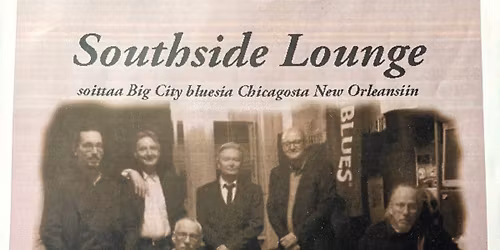 Southside Lounge
soittaa Big City bluesia Chicagosta New Orleansiin
BLUES